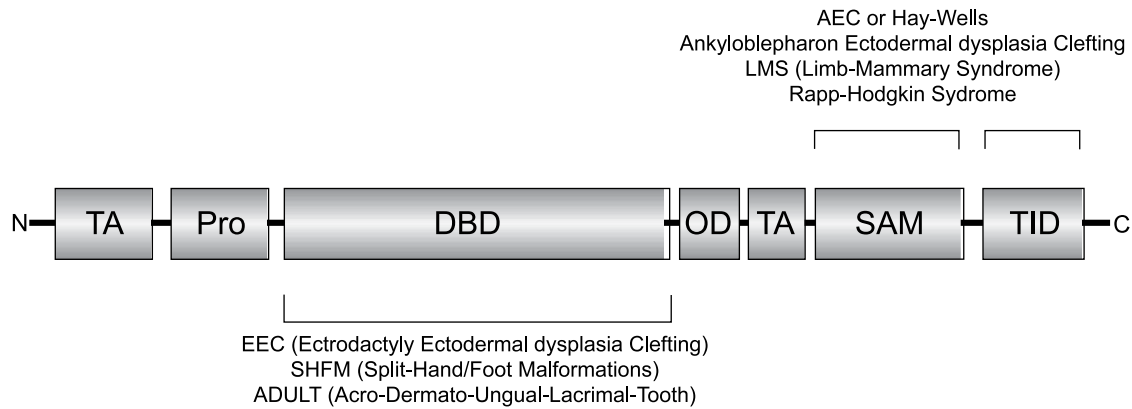 AEC or Hay-Wells
Ankyloblepharon Ectodermal dysplasia Clefting
LMS (Limb-Mammary Syndrome)
Rapp-Hodgkin Sydrome
N TA Pro DBD OD TA SAM TID C
EEC (Ectrodactyly Ectodermal dysplasia Clefting)
SHFM (Split-Hand/Foot Malformations)
ADULT (Acro-Dermato-Ungual-Lacrimal-Tooth)